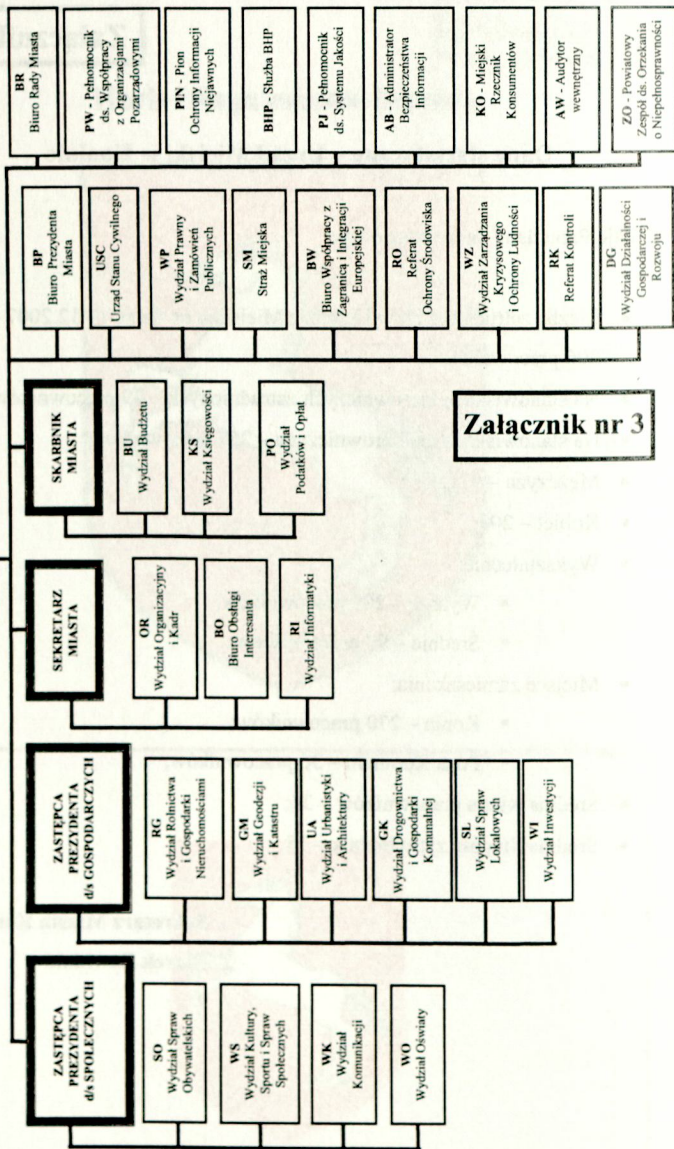 ZASTĘPCA
PREZYDENTA
d/s SPOŁECZNYCH
SO
Wydział Spraw
Obywatelskich
WS
Wydział Kultury,
Sportu i Spraw
Społecznych
WK
Wydział
Komunikacji
WO
Wydział Oświaty
ZASTĘPCA
PREZYDENTA
d/s GOSPODARCZYCH
RG
Wydział Rolnictwa
i Gospodarki
Nieruchomościami
GM
Wydział Geodezji
i Katastru
UA
Wydział Urbanistyki
i Architektury
GK
Wydział Drogownictwa
i Gospodarki
Komunalnej
SL
Wydział Spraw
Lokalowych
WI
Wydział Inwestycji
SEKRETARZ
MIASTA
OR
Wydział Organizacyjny
i Kadr
BO
Biuro Obsługi
Interesanta
RI
Wydział Informatyki
SKARBNIK
MIASTA
BU
Wydział Budżetu
KS
Wydział Księgowości
PO
Wydział
Podatków i Opłat
BP
Biuro Prezydenta
Miasta
USC
Urząd Stanu Cywilnego
WP
Wydział Prawny
i Zamówień
Publicznych
SM
Straż Miejska
BW
Biuro Współpracy z
Zagranicą i Integracji
Europejskiej
RO
Referat
Ochrony Środowiska
WZ
Wydział Zarządzania
Kryzysowego
i Ochrony Ludności
RK
Referat Kontroli
DG
Wydział Działalności
Gospodarczej i
Rozwoju
BR
Biuro Rady Miasta
PW - Pełnomocnik
ds. Współpracy
z Organizacjami
Pozarządowymi
PIN - Pion
Ochrony Informacji
Niejawnych
BHP - Służba BHP
PJ - Pełnomocnik
ds. Systemu Jakości
AB - Administrator
Bezpieczeństwa
Informacji
KO - Miejski
Rzecznik
Konsumentów
AW - Audytor
wewnętrzny
ZO - Powiatowy
Zespół ds. Orzekania
o Niepełnosprawności
Załącznik nr 3